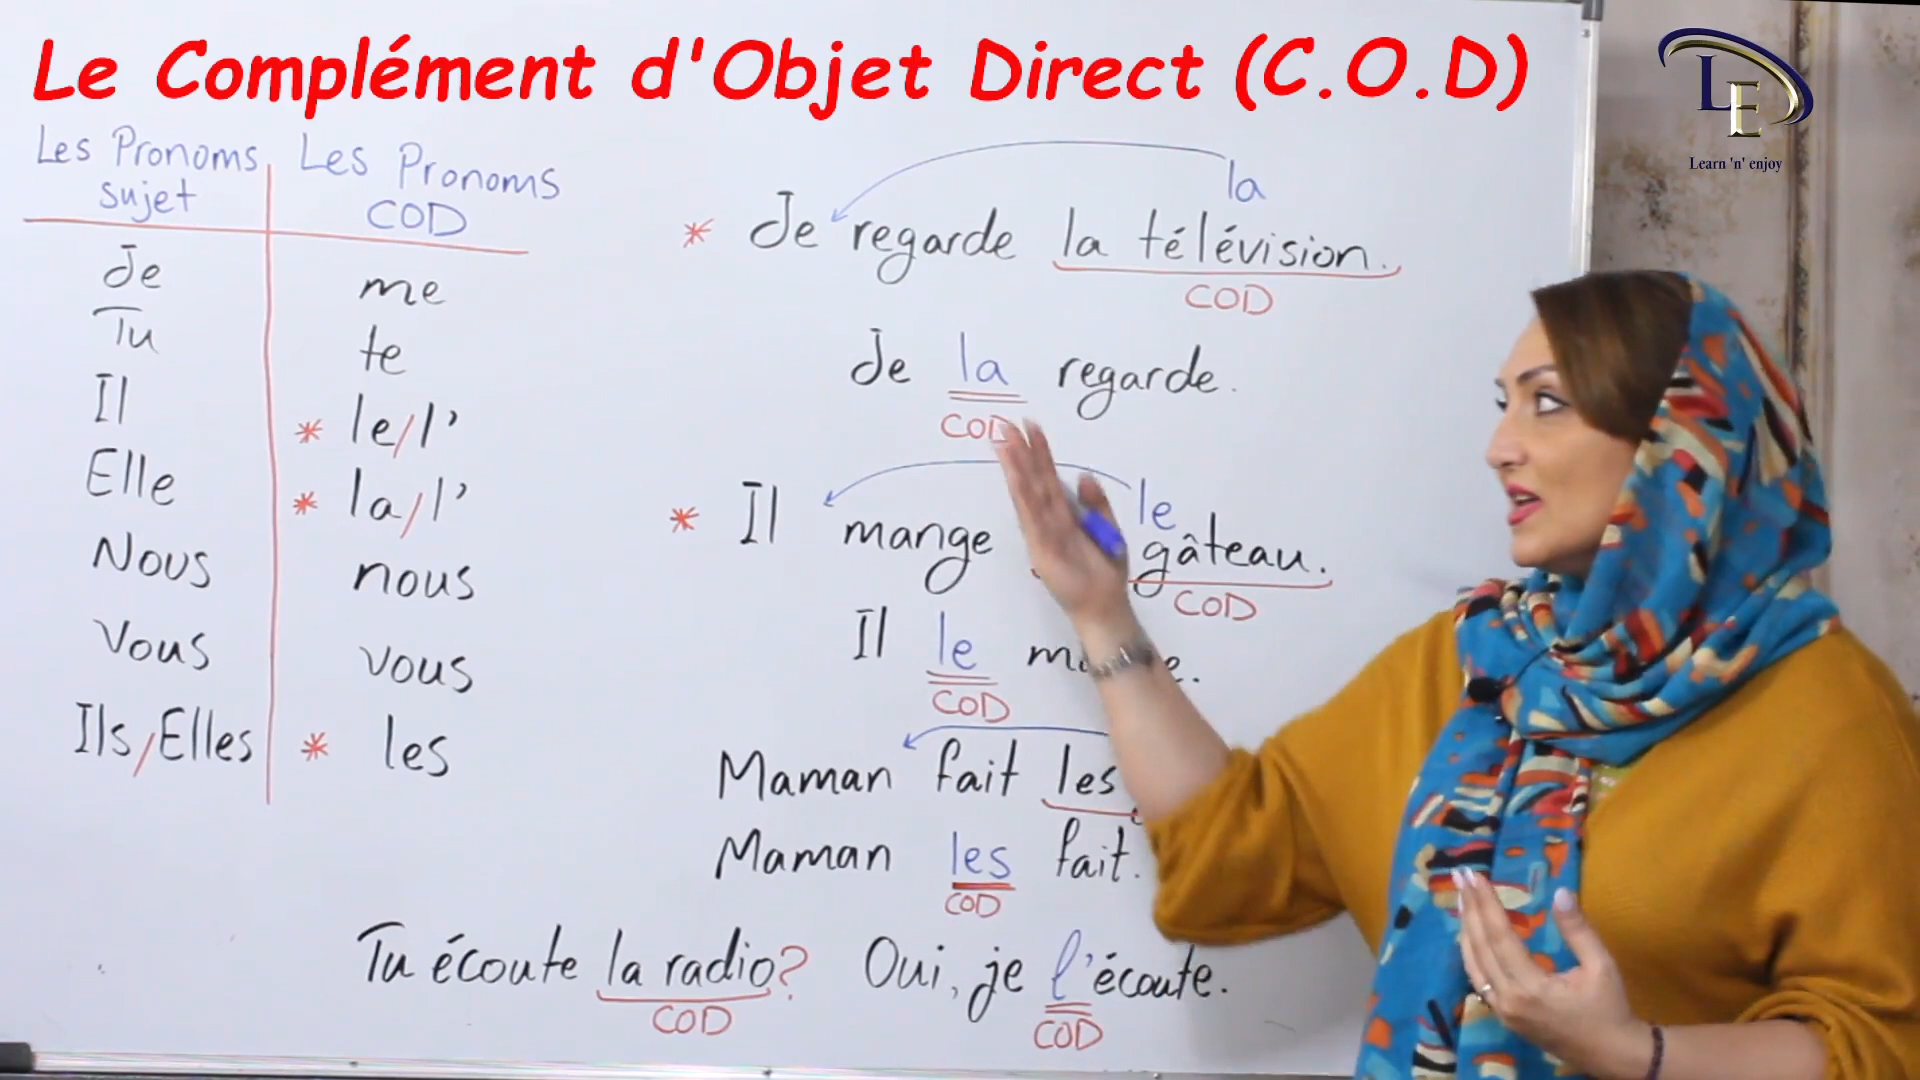 Le Complément d'Objet Direct (C.O.D)
LE
Learn 'n' enjoy
Les Pronoms sujet
Les Pronoms COD
Je me
Tu te
Il * le/l'
Elle * la/l'
Nous nous
Vous vous
Ils/Elles * les
la
* Je regarde la télévision.
COD
Je la regarde.
COD
le
* Il mange gâteau.
COD
Il le
COD
Maman fait les
Maman les fait.
COD
Tu écoute la radio? Oui, je l'écoute.
COD COD